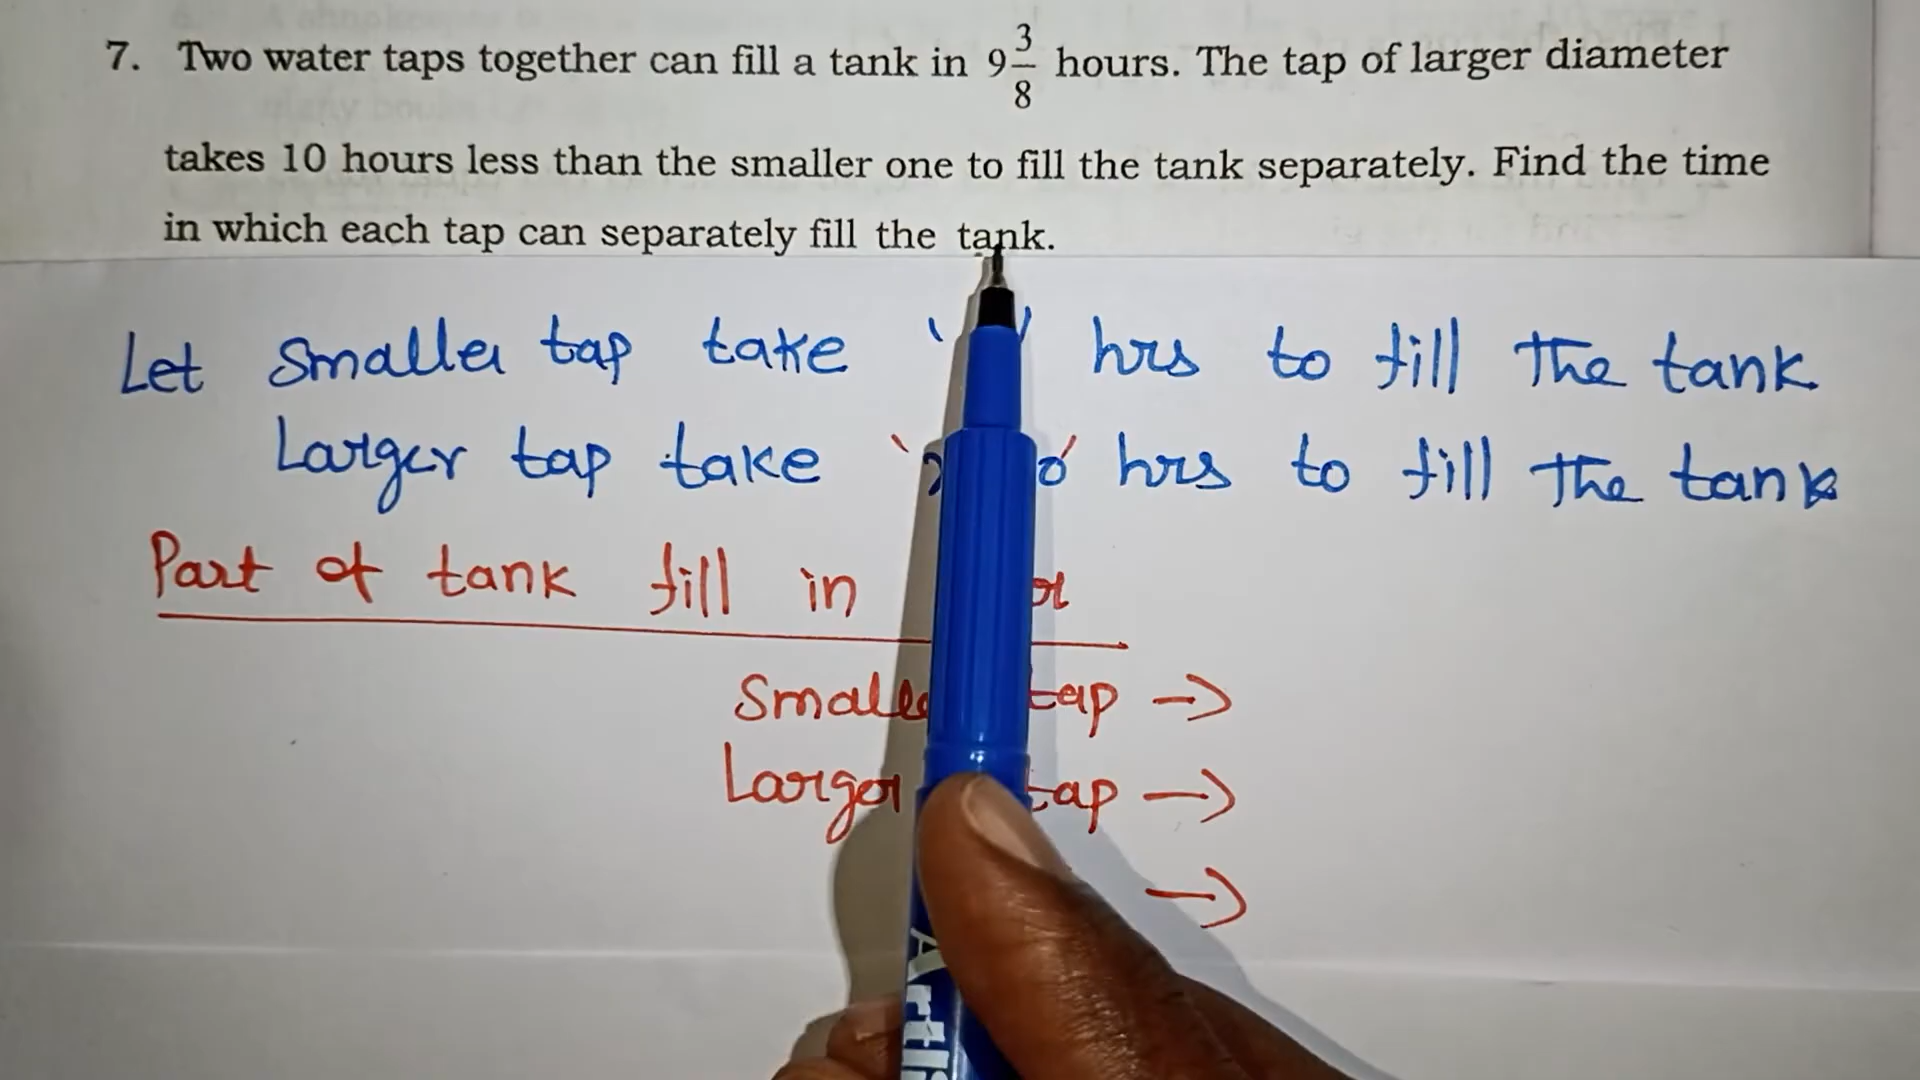 7. Two water taps together can fill a tank in 9 3/8 hours. The tap of larger diameter
takes 10 hours less than the smaller one to fill the tank separately. Find the time
in which each tap can separately fill the tank.
Let smaller tap take ' ' hrs to fill the tank
Larger tap take ' ' hrs to fill the tank
Part of tank fill in
tap →
Larger tap →
→
Artli